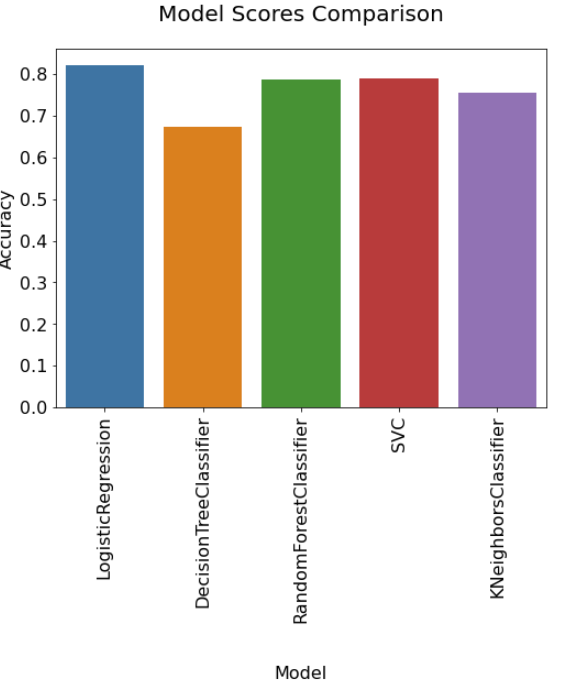 Model Scores Comparison
0.8
0.7
0.6
0.5
0.4
0.3
0.2
0.1
0.0
Accuracy
LogisticRegression
DecisionTreeClassifier
RandomForestClassifier
SVC
KNeighborsClassifier
Model